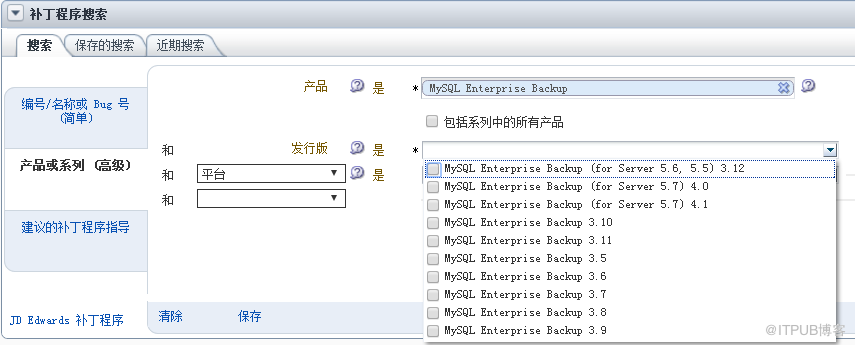 补丁程序搜索
搜索 保存的搜索 近期搜索
编号/名称或 Bug 号
(简单)
产品或系列 (高级)
建议的补丁程序指导
JD Edwards 补丁程序
产品 是 * MySQL Enterprise Backup
包括系列中的所有产品
和 发行版 是 *
和 平台 是
和
MySQL Enterprise Backup (for Server 5.6, 5.5) 3.12
MySQL Enterprise Backup (for Server 5.7) 4.0
MySQL Enterprise Backup (for Server 5.7) 4.1
MySQL Enterprise Backup 3.10
MySQL Enterprise Backup 3.11
MySQL Enterprise Backup 3.5
MySQL Enterprise Backup 3.6
MySQL Enterprise Backup 3.7
MySQL Enterprise Backup 3.8
MySQL Enterprise Backup 3.9
清除 保存
@ITPUB博客